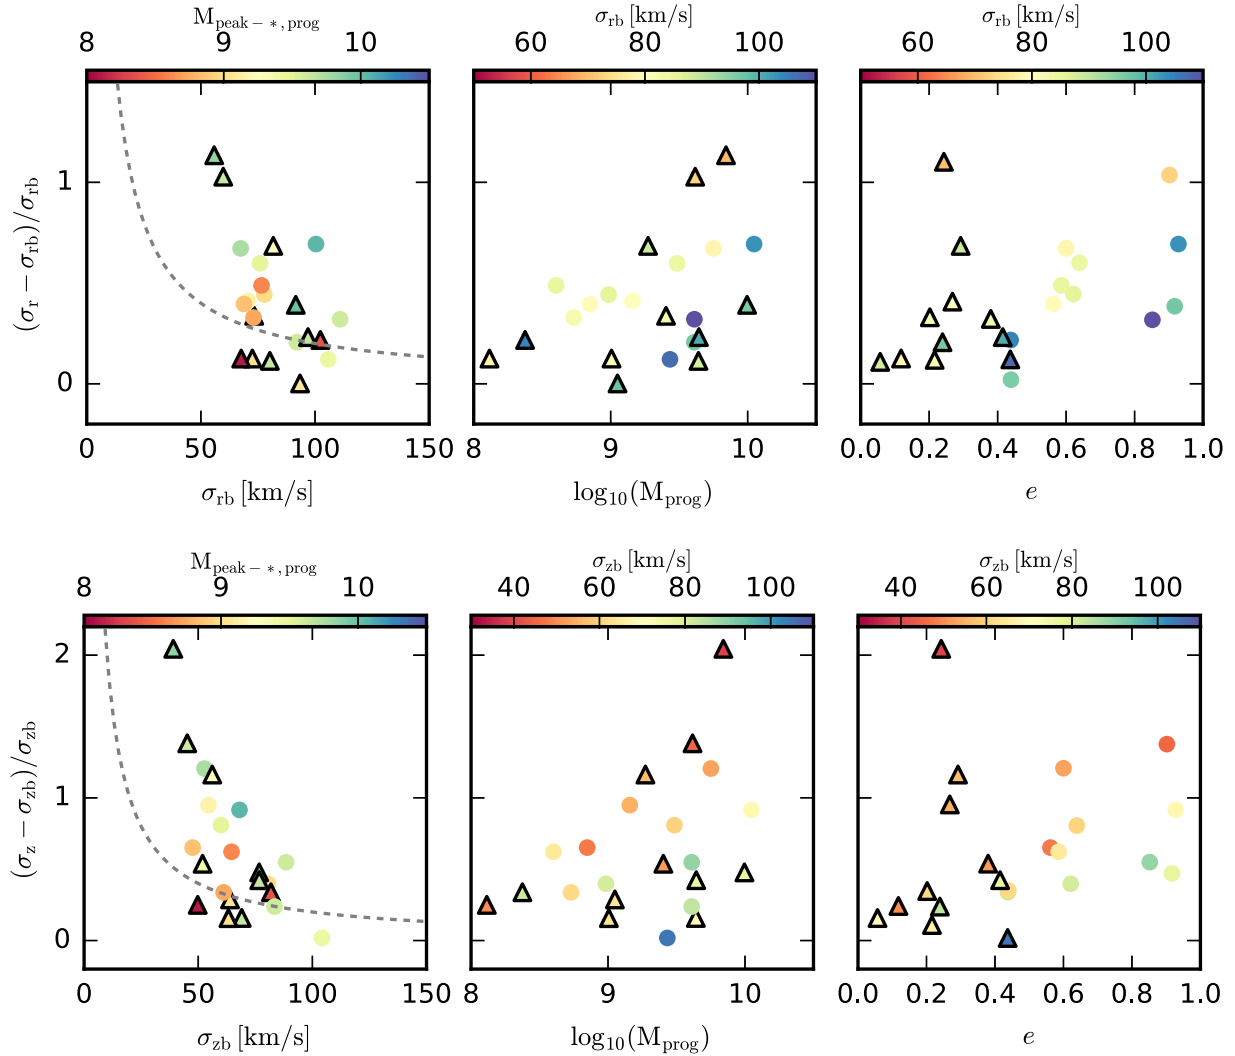 M_peak−*,prog σ_rb [km/s] σ_rb [km/s]
8 9 10 60 80 100 60 80 100
(σ_r − σ_rb)/σ_rb
1
0
0 50 100 150 8 9 10 0.0 0.2 0.4 0.6 0.8 1.0
σ_rb [km/s] log₁₀(M_prog) e
M_peak−*,prog σ_zb [km/s] σ_zb [km/s]
8 9 10 40 60 80 100 40 60 80 100
(σ_z − σ_zb)/σ_zb
2
1
0
0 50 100 150 8 9 10 0.0 0.2 0.4 0.6 0.8 1.0
σ_zb [km/s] log₁₀(M_prog) e